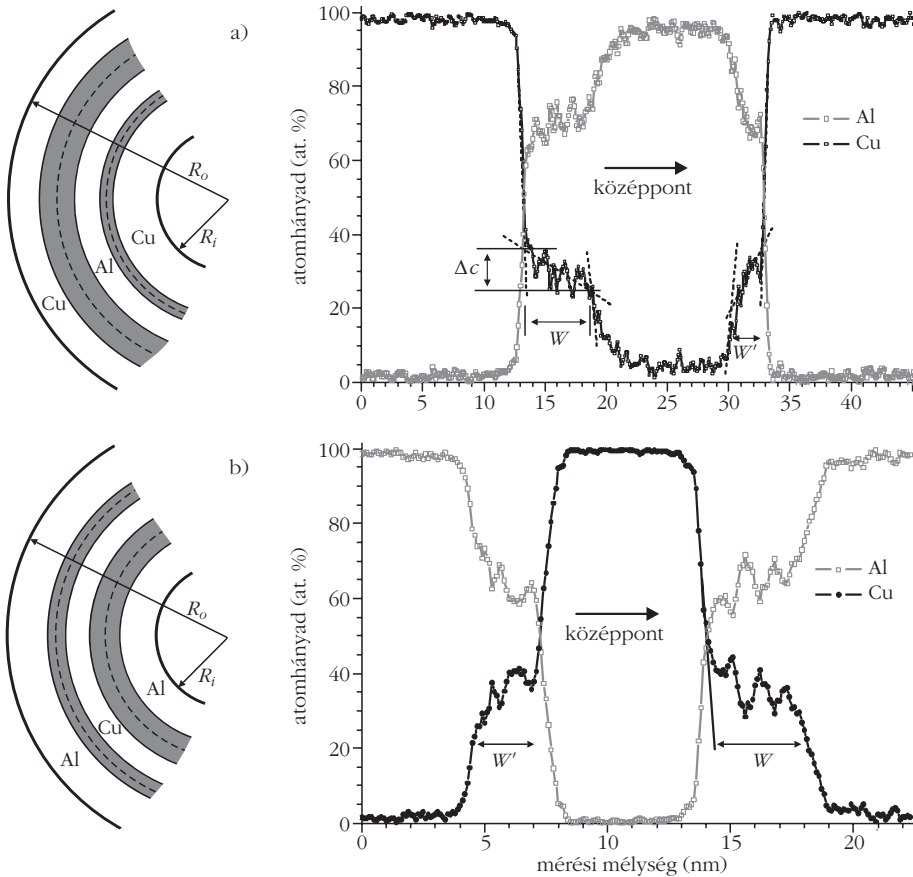 a)
R_o
R_i
Cu
Al
Cu
atomhányad (at. %)
100
80
60
40
20
0
Al
Cu
középpont
Δc
W
W'
0 5 10 15 20 25 30 35 40
b)
R_o
R_i
Al
Cu
Al
atomhányad (at. %)
100
80
60
40
20
0
Al
Cu
középpont
W'
W
0 5 10 15 20
mérési mélység (nm)